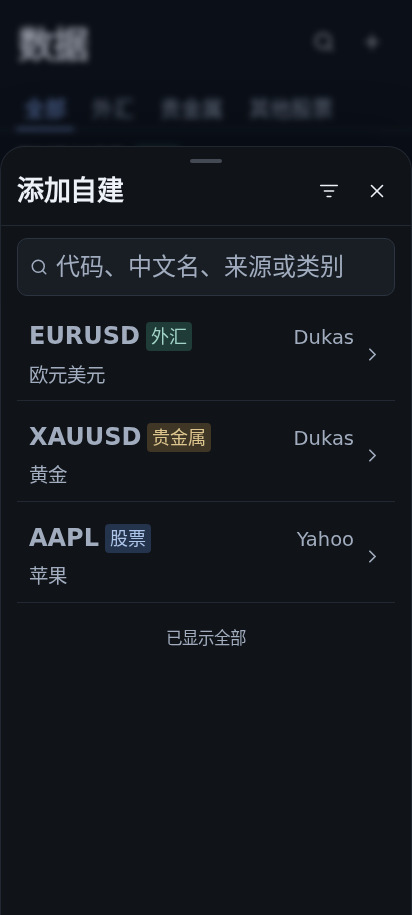 数据
全部 外汇 贵金属 其他股票
添加自建
代码、中文名、来源或类别
EURUSD 外汇 Dukas
欧元美元
XAUUSD 贵金属 Dukas
黄金
AAPL 股票 Yahoo
苹果
已显示全部